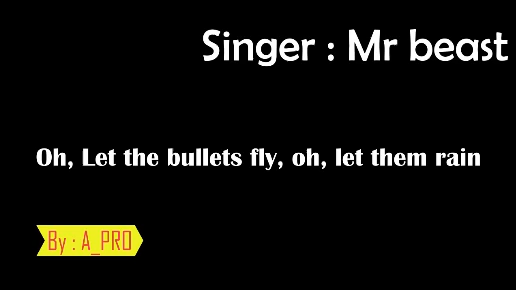 Singer : Mr beast
Oh, Let the bullets fly, oh, let them rain
By : A_PRO